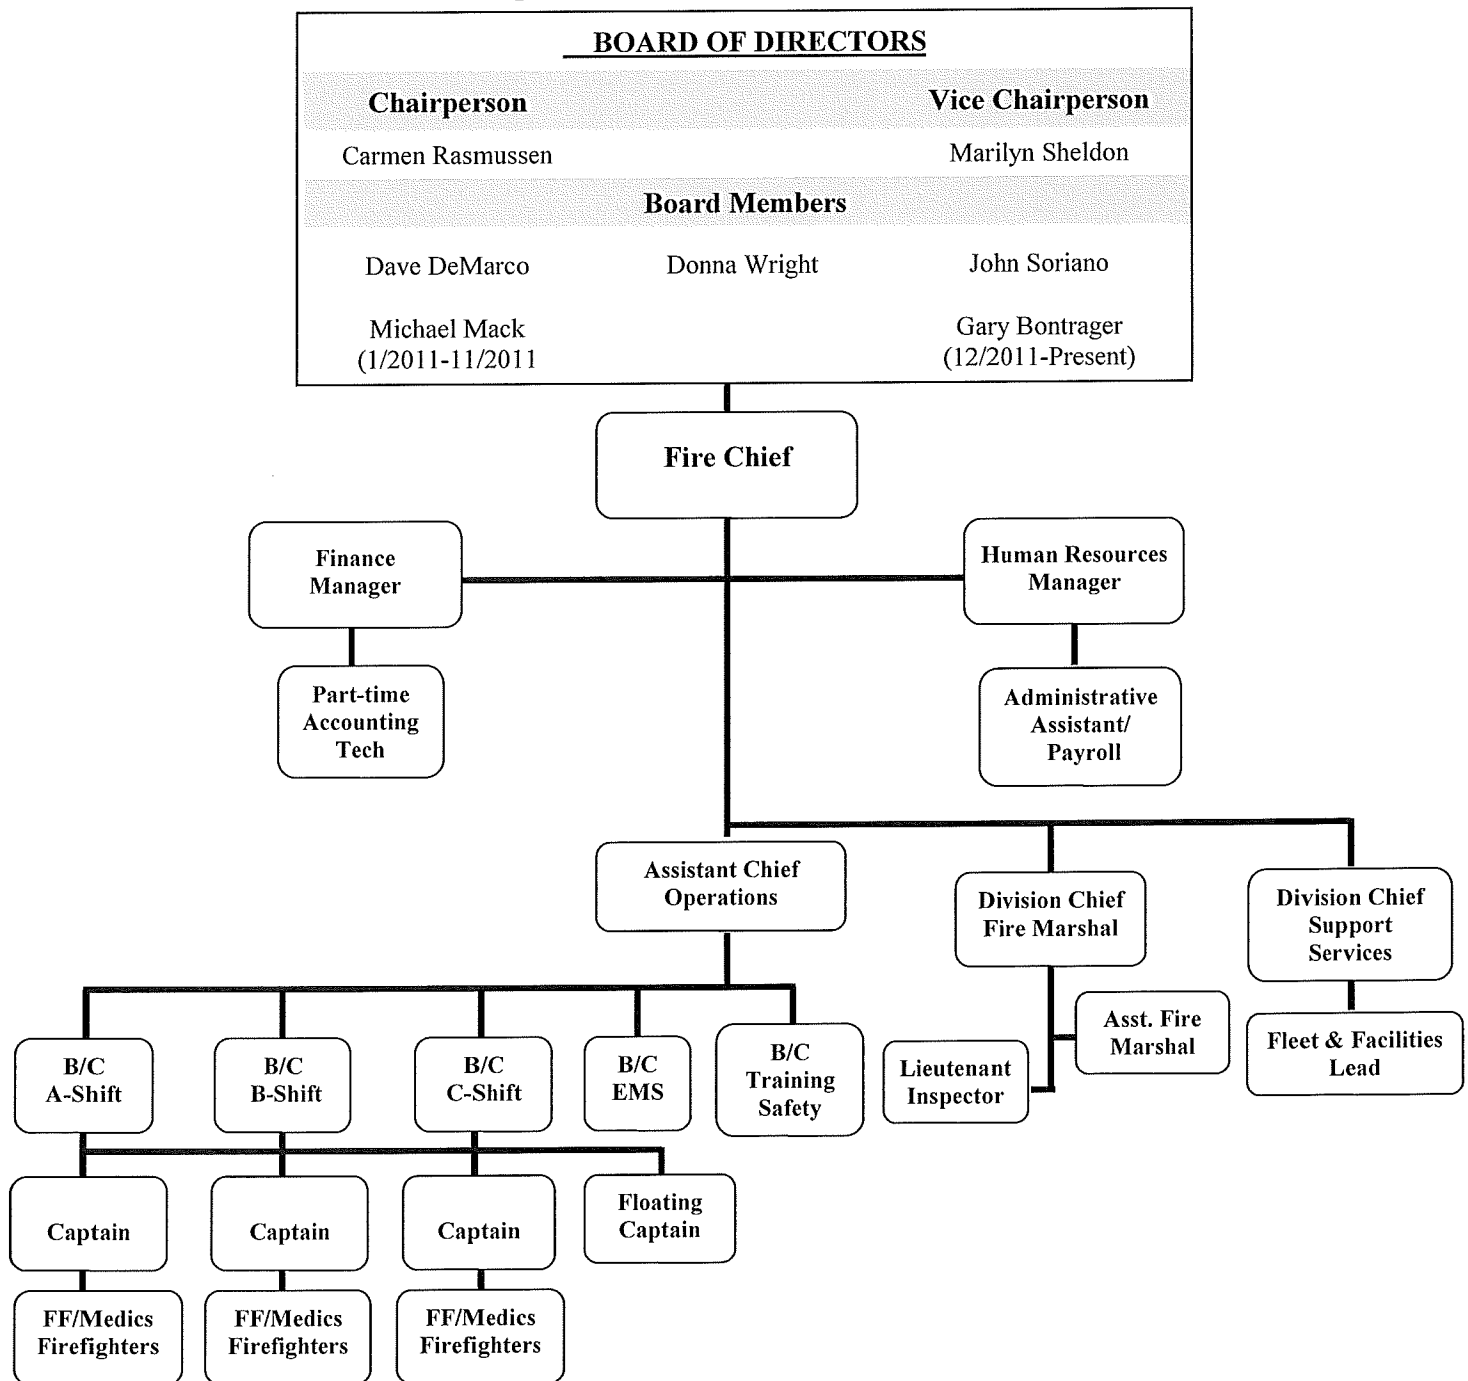 BOARD OF DIRECTORS
Chairperson
Vice Chairperson
Carmen Rasmussen
Marilyn Sheldon
Board Members
Dave DeMarco
Donna Wright
John Soriano
Michael Mack
(1/2011-11/2011
Gary Bontrager
(12/2011-Present)
Fire Chief
Finance
Manager
Human Resources
Manager
Part-time
Accounting
Tech
Administrative
Assistant/
Payroll
Assistant Chief
Operations
Division Chief
Fire Marshal
Division Chief
Support
Services
Asst. Fire
Marshal
Lieutenant
Inspector
Fleet & Facilities
Lead
B/C
A-Shift
B/C
B-Shift
B/C
C-Shift
B/C
EMS
B/C
Training
Safety
Captain
Captain
Captain
Floating
Captain
FF/Medics
Firefighters
FF/Medics
Firefighters
FF/Medics
Firefighters